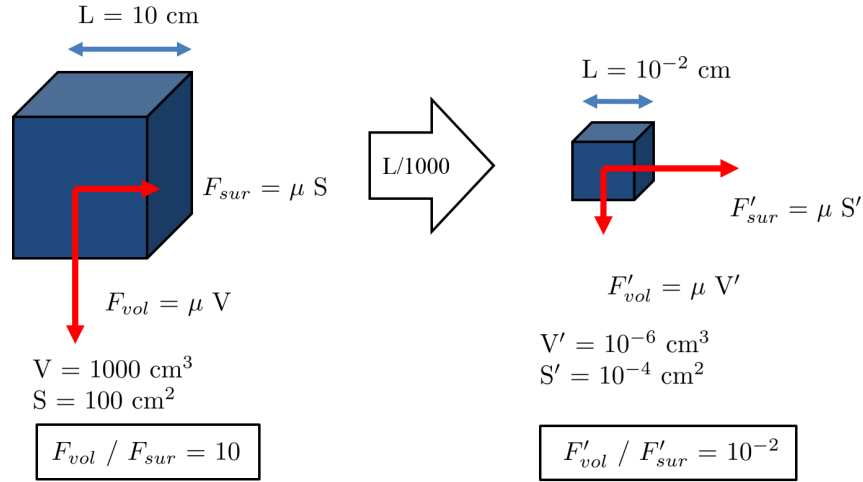 L = 10 cm
F_sur = μ S
F_vol = μ V
V = 1000 cm³
S = 100 cm²
F_vol / F_sur = 10
L/1000
L = 10⁻² cm
F′_sur = μ S′
F′_vol = μ V′
V′ = 10⁻⁶ cm³
S′ = 10⁻⁴ cm²
F′_vol / F′_sur = 10⁻²